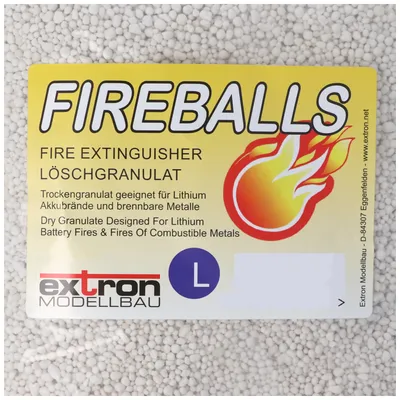 FIREBALLS
FIRE EXTINGUISHER
LÖSCHGRANULAT
Trockengranulat geeignet für Lithium
Akkubrände und brennbare Metalle
Dry Granulate Designed For Lithium
Battery Fires & Fires Of Combustible Metals
extron
MODELLBAU
L
>
Extron Modellbau - D-84307 Eggenfelden - www.extron.net